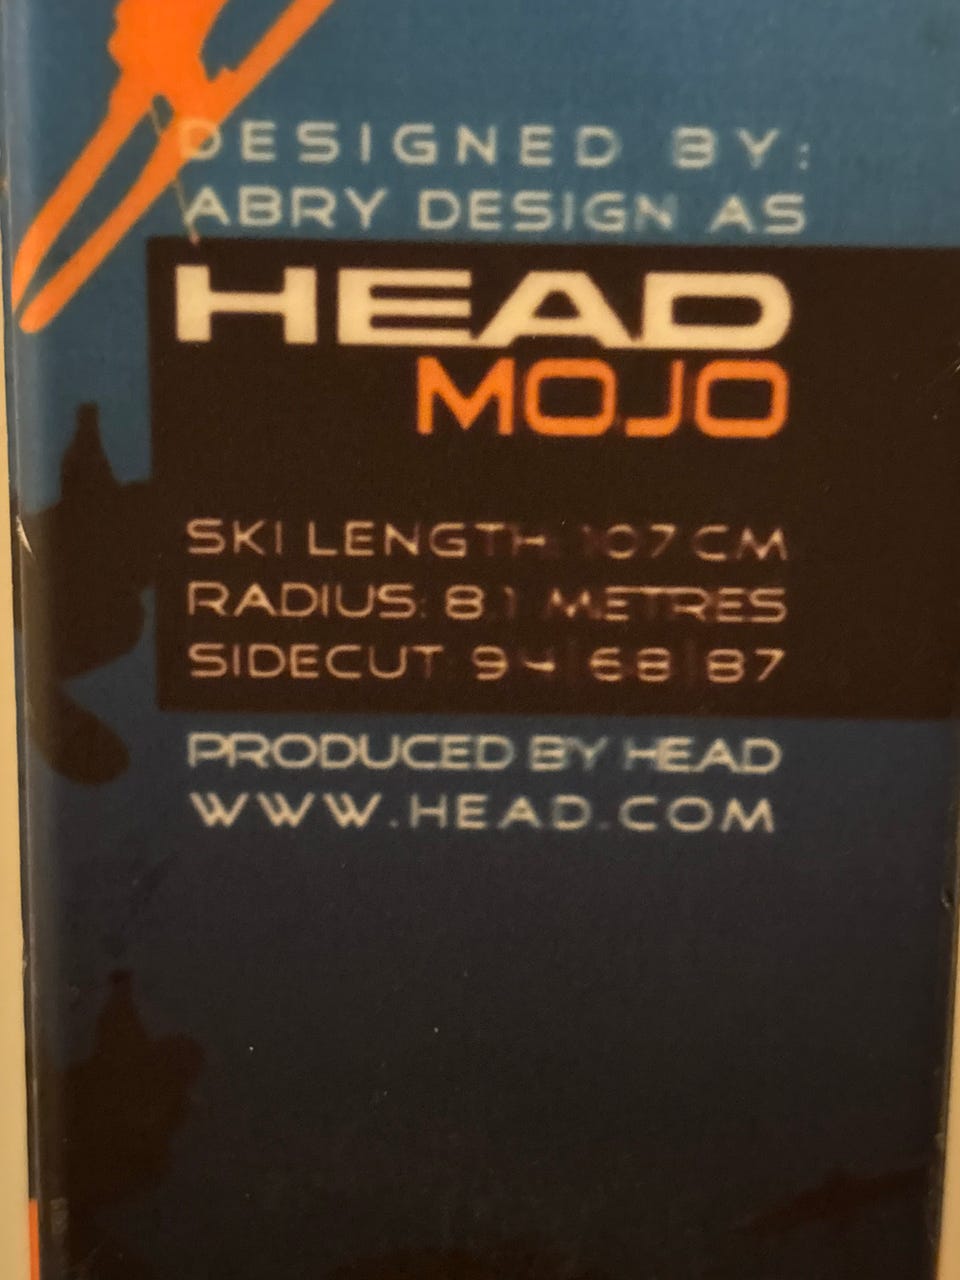 DESIGNED BY:
ABRY DESIGN AS
HEAD
MOJO
SKI LENGTH: 107 CM
RADIUS: 8.1 METRES
SIDECUT: 94|68|87
PRODUCED BY HEAD
WWW.HEAD.COM